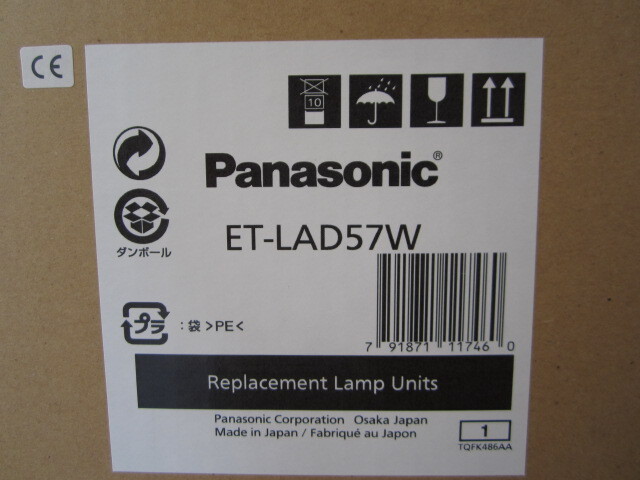 CE
10
Panasonic®
ET-LAD57W
ダンボール
プラ : 袋 >PE<
7 91871 11746 0
Replacement Lamp Units
Panasonic Corporation Osaka Japan
Made in Japan / Fabriqué au Japon
1
TQFK486AA